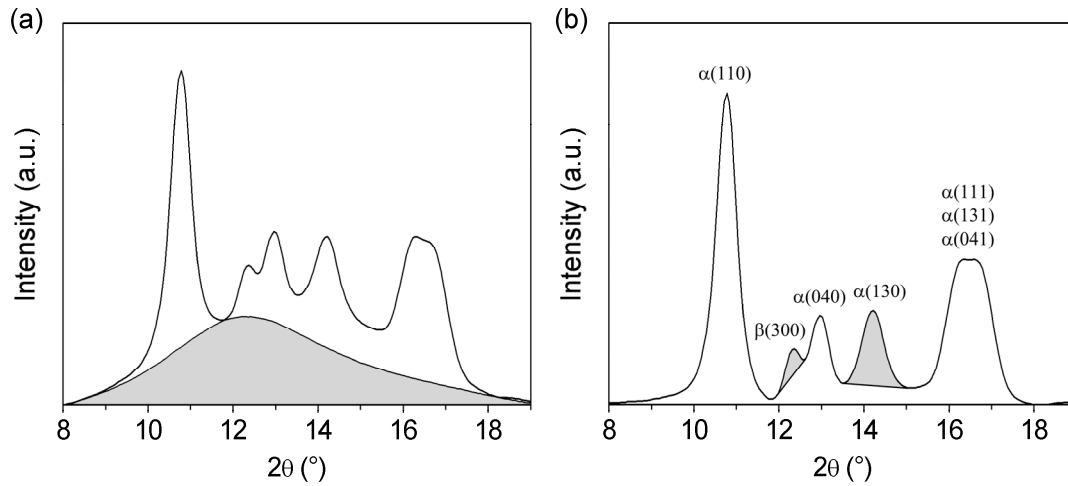 (a)
Intensity (a.u.)
8 10 12 14 16 18
2θ (°)
(b)
Intensity (a.u.)
α(110)
β(300)
α(040)
α(130)
α(111)
α(131)
α(041)
8 10 12 14 16 18
2θ (°)